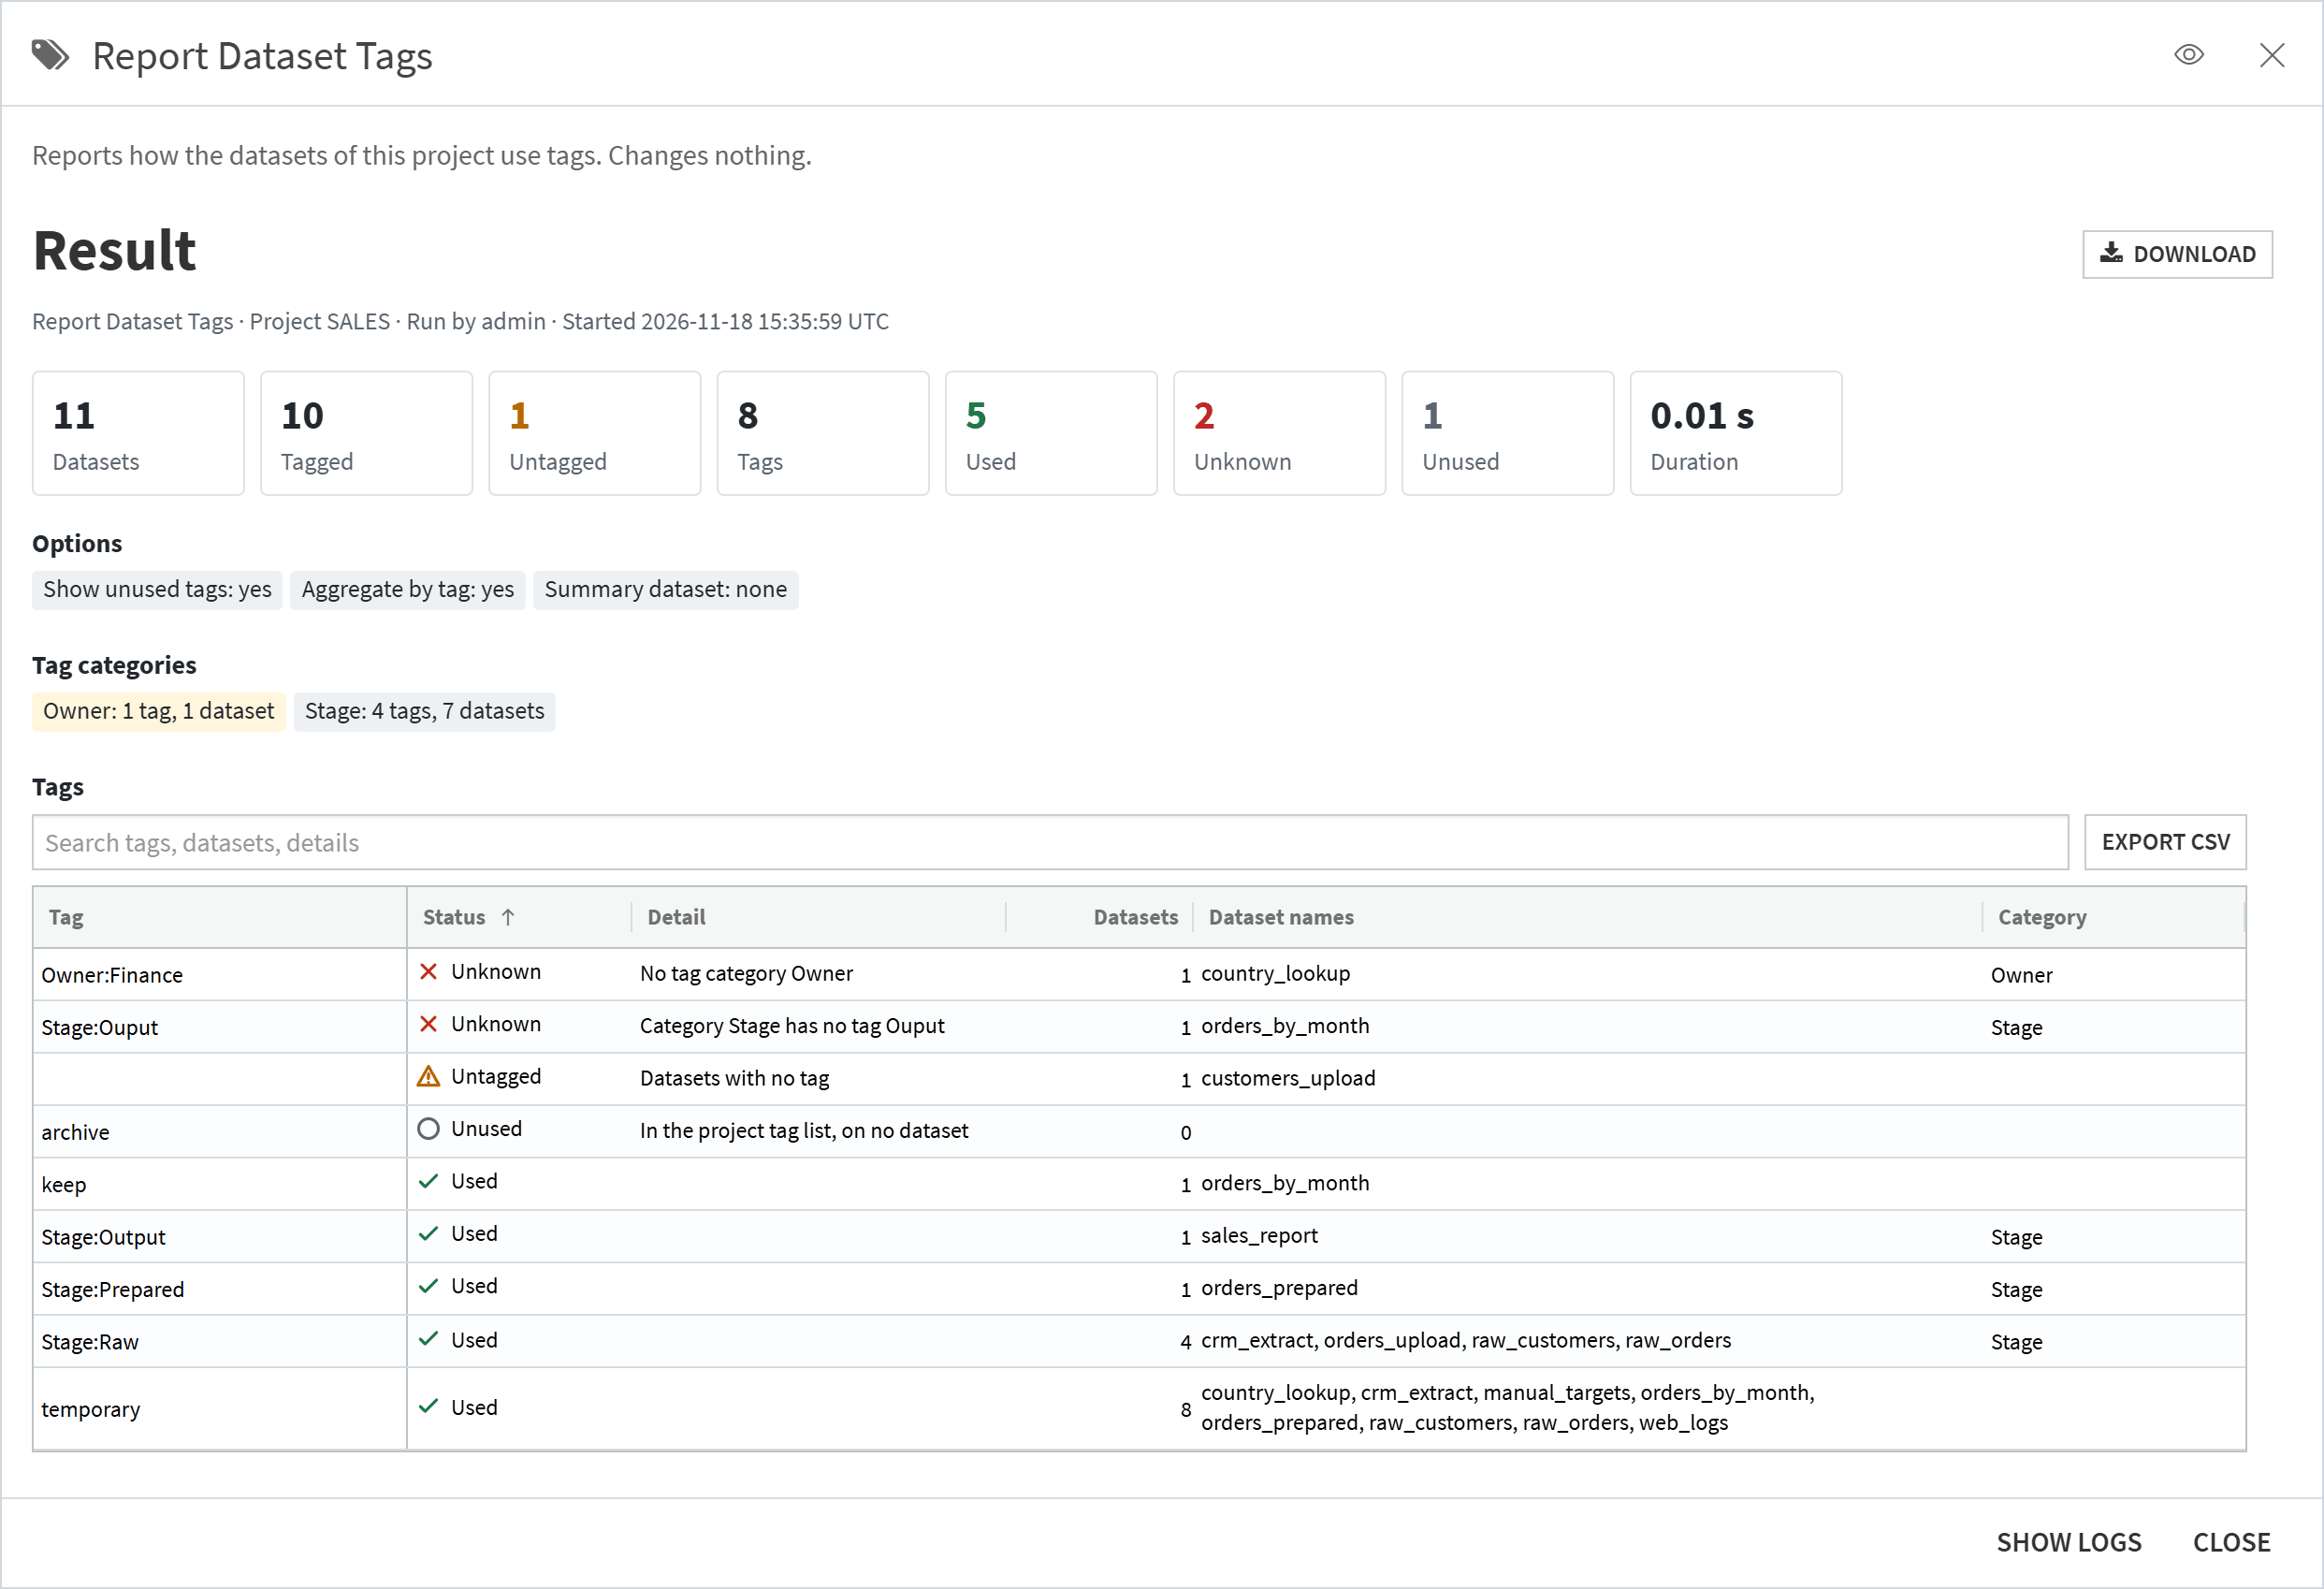 Report Dataset Tags
Reports how the datasets of this project use tags. Changes nothing.
Result
DOWNLOAD
Report Dataset Tags · Project SALES · Run by admin · Started 2026-11-18 15:35:59 UTC
11 10 1 8 5 2 1 0.01 s
Datasets Tagged Untagged Tags Used Unknown Unused Duration
Options
Show unused tags: yes Aggregate by tag: yes Summary dataset: none
Tag categories
Owner: 1 tag, 1 dataset Stage: 4 tags, 7 datasets
Tags
Search tags, datasets, details EXPORT CSV
Tag Status Detail Datasets Dataset names Category
Owner:Finance Unknown No tag category Owner 1 country_lookup Owner
Stage:Ouput Unknown Category Stage has no tag Ouput 1 orders_by_month Stage
Untagged Datasets with no tag 1 customers_upload
archive Unused In the project tag list, on no dataset 0
keep Used 1 orders_by_month
Stage:Output Used 1 sales_report Stage
Stage:Prepared Used 1 orders_prepared Stage
Stage:Raw Used 4 crm_extract, orders_upload, raw_customers, raw_orders Stage
temporary Used 8 country_lookup, crm_extract, manual_targets, orders_by_month,
orders_prepared, raw_customers, raw_orders, web_logs
SHOW LOGS CLOSE